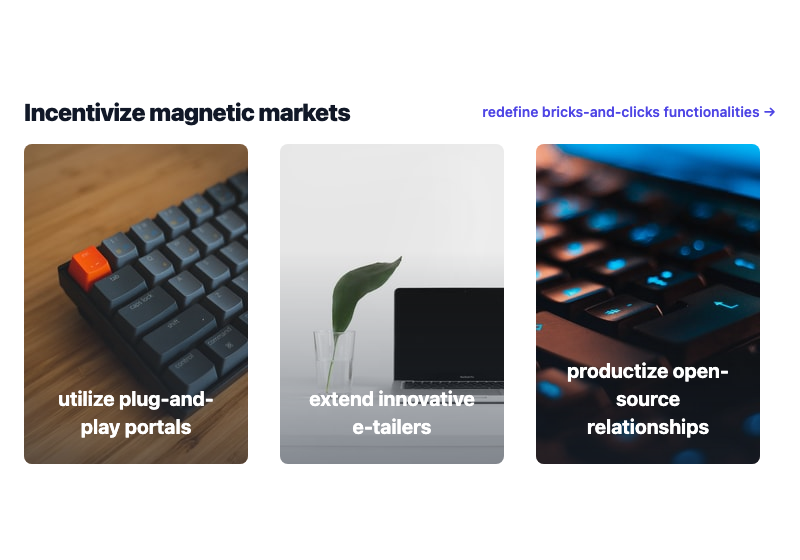 Incentivize magnetic markets
redefine bricks-and-clicks functionalities →
utilize plug-and-
play portals
extend innovative
e-tailers
productize open-
source
relationships